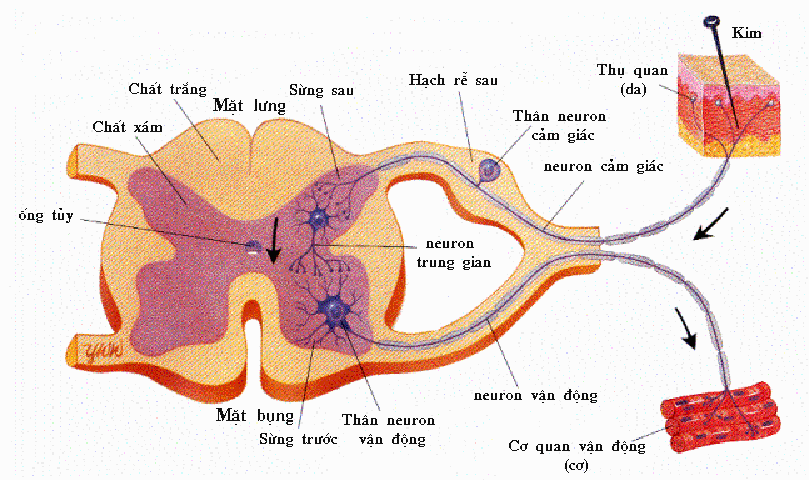 Kim
Thụ quan
(da)
Hạch rễ sau
Sừng sau
Chất trắng
Mặt lưng
Chất xám
Thân neuron
cảm giác
neuron cảm giác
ống tủy
neuron
trung gian
neuron vận động
Mặt bụng
Sừng trước
Thân neuron
vận động
Cơ quan vận động
(cơ)